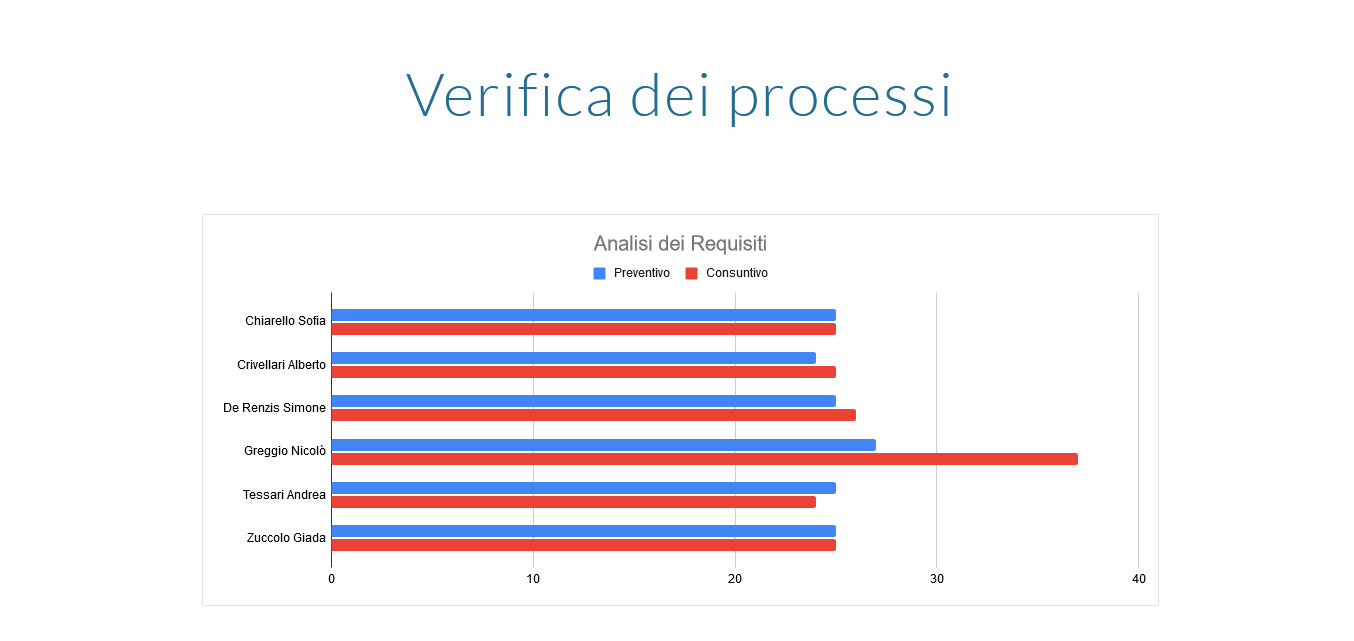 Verifica dei processi
Analisi dei Requisiti
Preventivo Consuntivo
Chiarello Sofia
Crivellari Alberto
De Renzis Simone
Greggio Nicolò
Tessari Andrea
Zuccolo Giada
0 10 20 30 40